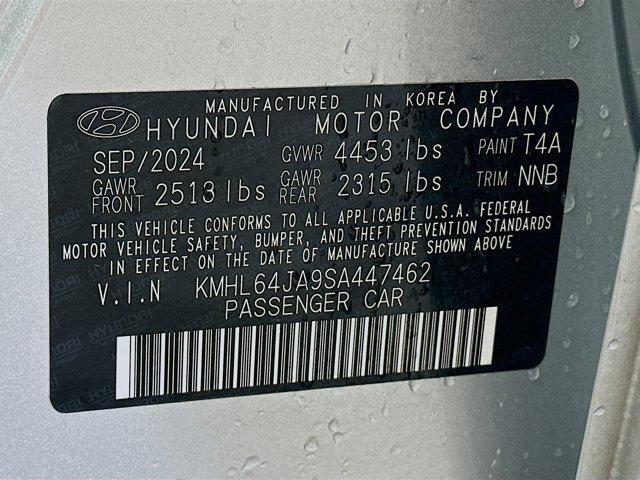 MANUFACTURED IN KOREA BY
HYUNDAI MOTOR COMPANY
SEP/2024 GVWR 4453 lbs PAINT T4A
GAWR FRONT 2513 lbs GAWR REAR 2315 lbs TRIM NNB
THIS VEHICLE CONFORMS TO ALL APPLICABLE U.S.A. FEDERAL
MOTOR VEHICLE SAFETY, BUMPER, AND THEFT PREVENTION STANDARDS
IN EFFECT ON THE DATE OF MANUFACTURE SHOWN ABOVE
V.I.N KMHL64JA9SA447462
PASSENGER CAR